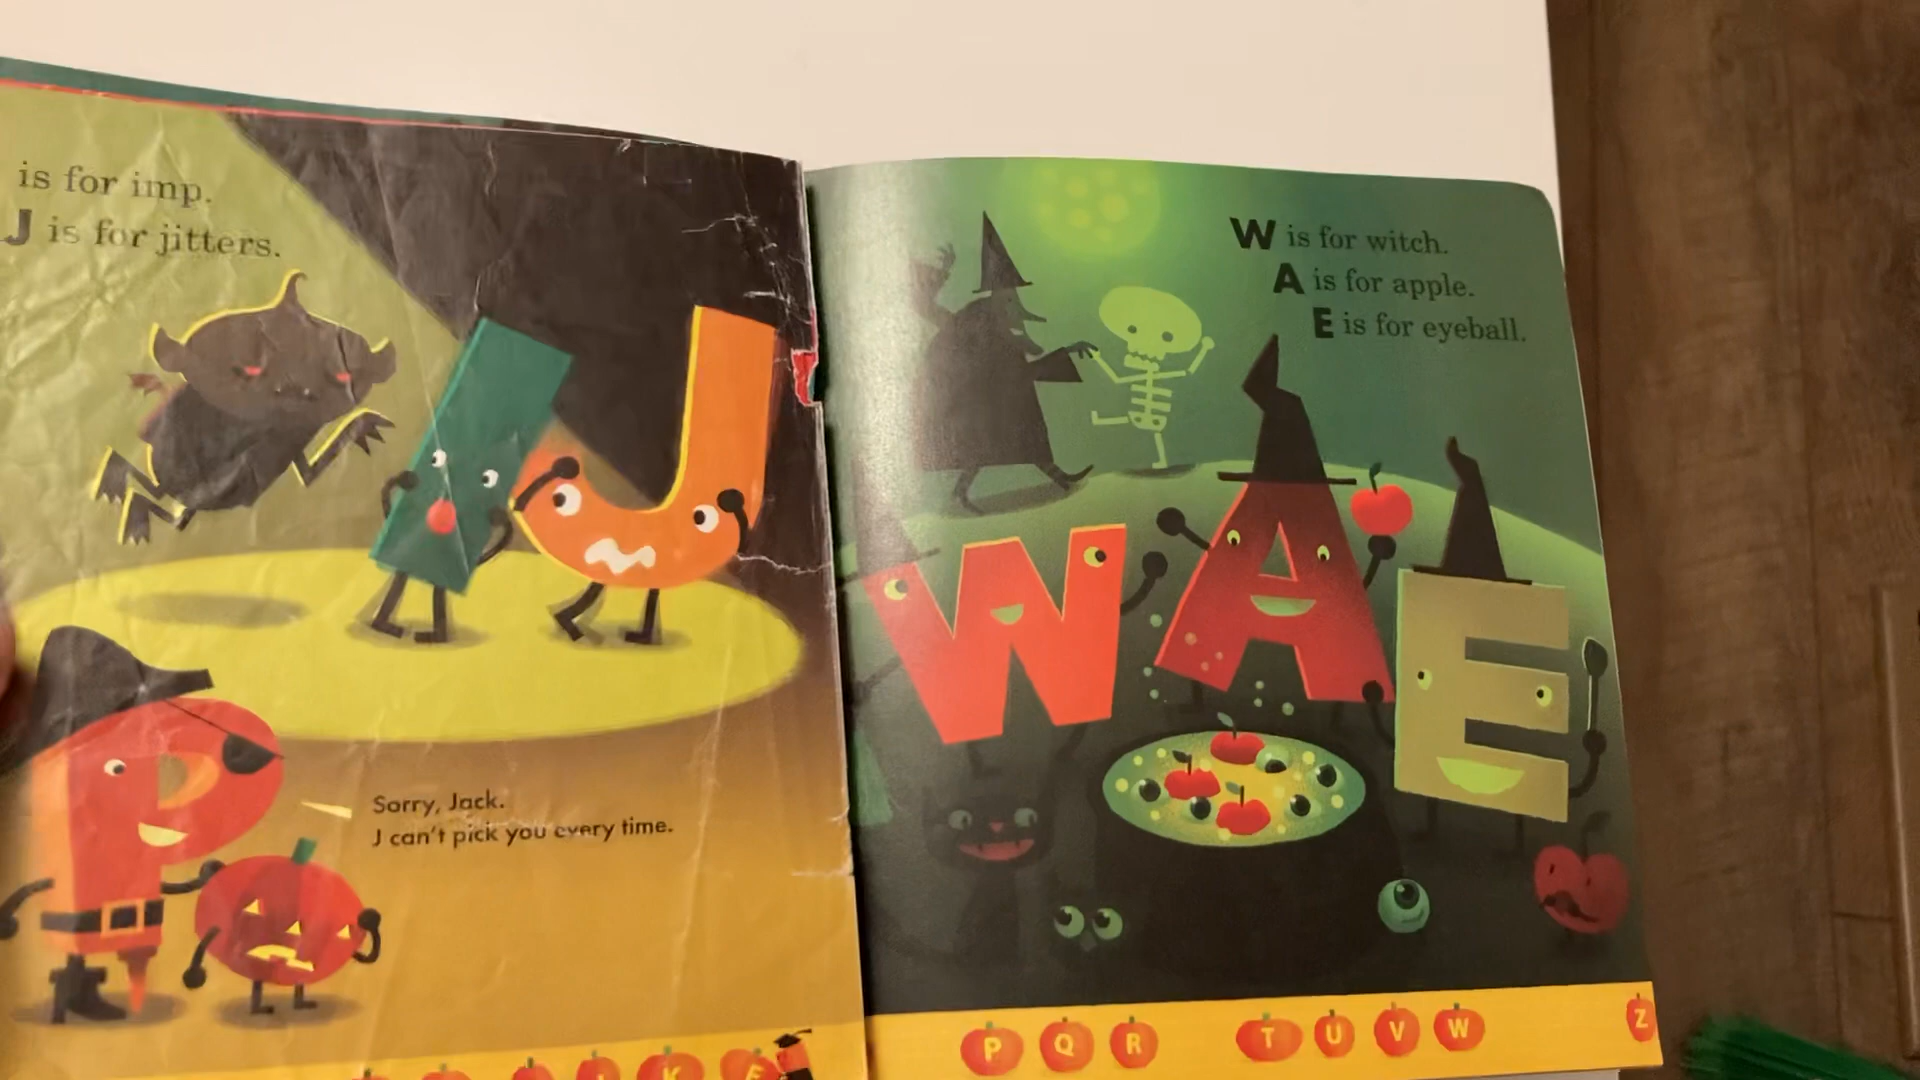 is for imp.
J is for jitters.
Sorry, Jack.
J can't pick you every time.
W is for witch.
A is for apple.
E is for eyeball.
J
W A E
P
K
P Q R T U V W Z